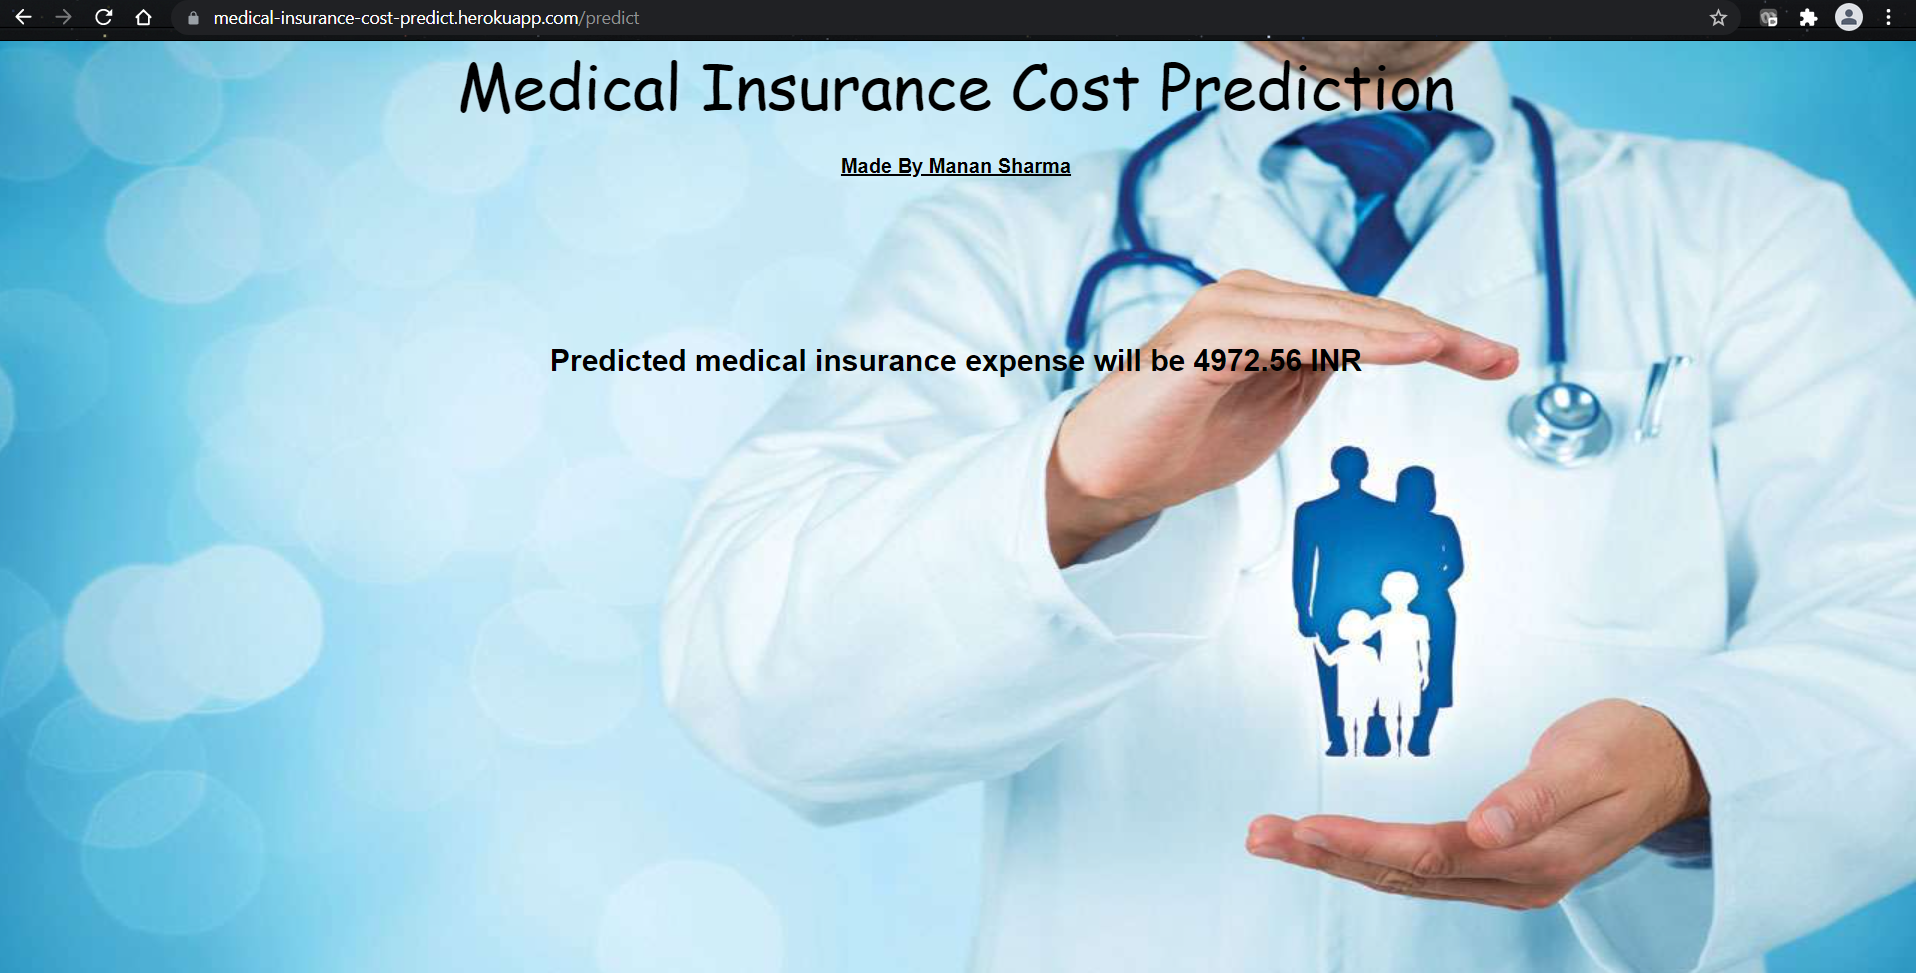 medical-insurance-cost-predict.herokuapp.com/predict
Medical Insurance Cost Prediction
Made By Manan Sharma
Predicted medical insurance expense will be 4972.56 INR